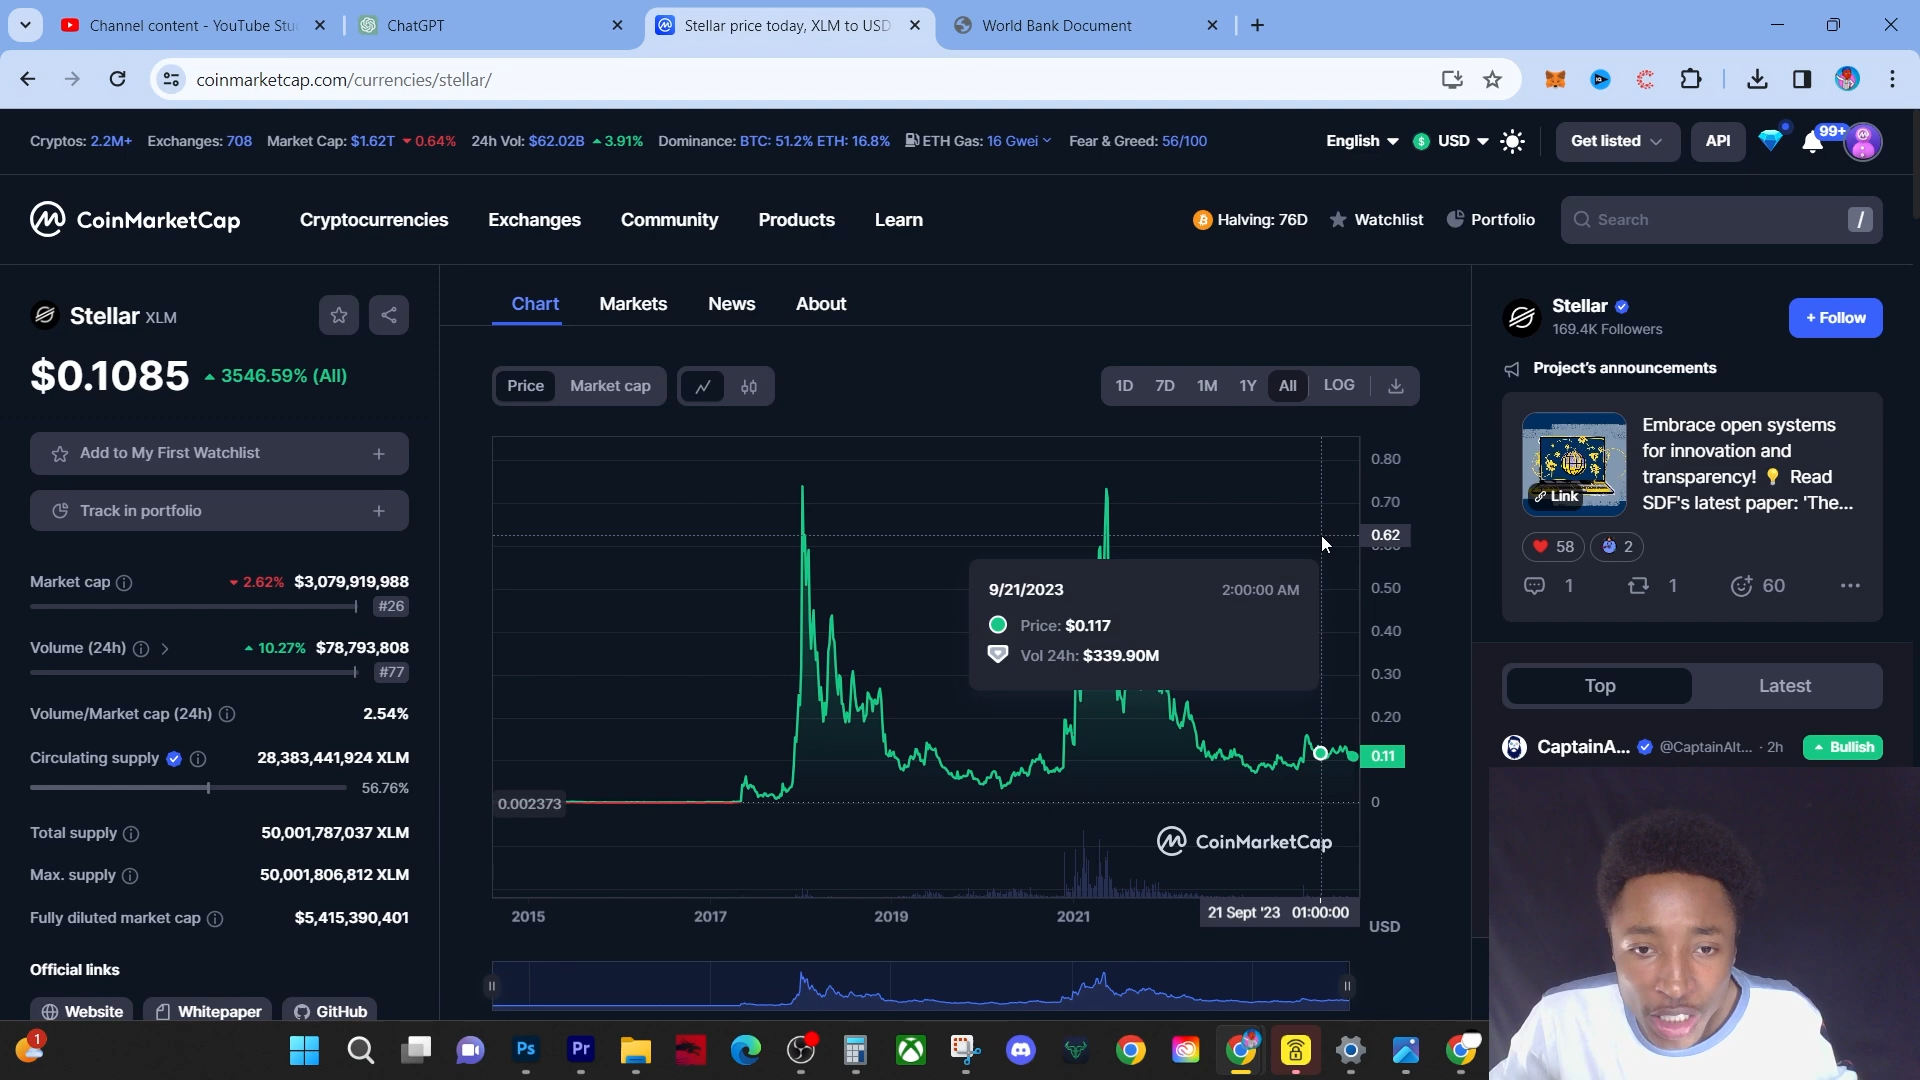 Channel content - YouTube Stu
ChatGPT
Stellar price today, XLM to USD
World Bank Document
coinmarketcap.com/currencies/stellar/
Cryptos: 2.2M+ Exchanges: 708 Market Cap: $1.62T 0.64% 24h Vol: $62.02B 3.91% Dominance: BTC: 51.2% ETH: 16.8% ETH Gas: 16 Gwei Fear & Greed: 56/100
English USD Get listed API 99+
CoinMarketCap
Cryptocurrencies Exchanges Community Products Learn
Halving: 76D Watchlist Portfolio Search /
Stellar XLM
$0.1085 3546.59% (All)
Add to My First Watchlist +
Track in portfolio +
Market cap 2.62% $3,079,919,988
#26
Volume (24h) 10.27% $78,793,808
#77
Volume/Market cap (24h) 2.54%
Circulating supply 28,383,441,924 XLM
56.76%
Total supply 50,001,787,037 XLM
Max. supply 50,001,806,812 XLM
Fully diluted market cap $5,415,390,401
Official links
Website Whitepaper GitHub
Chart Markets News About
Price Market cap
1D 7D 1M 1Y All LOG
0.80
0.70
0.62
0.50
0.40
0.30
0.20
0.11
0
9/21/2023 2:00:00 AM
Price: $0.117
Vol 24h: $339.90M
0.002373
CoinMarketCap
2015 2017 2019 2021
21 Sept '23 01:00:00
USD
Stellar
169.4K Followers
+ Follow
Project's announcements
Embrace open systems
for innovation and
transparency! 💡 Read
SDF's latest paper: 'The...
Link
58 2
1 1 60
Top Latest
CaptainA... @CaptainAlt... · 2h Bullish
1
Ps
Pr